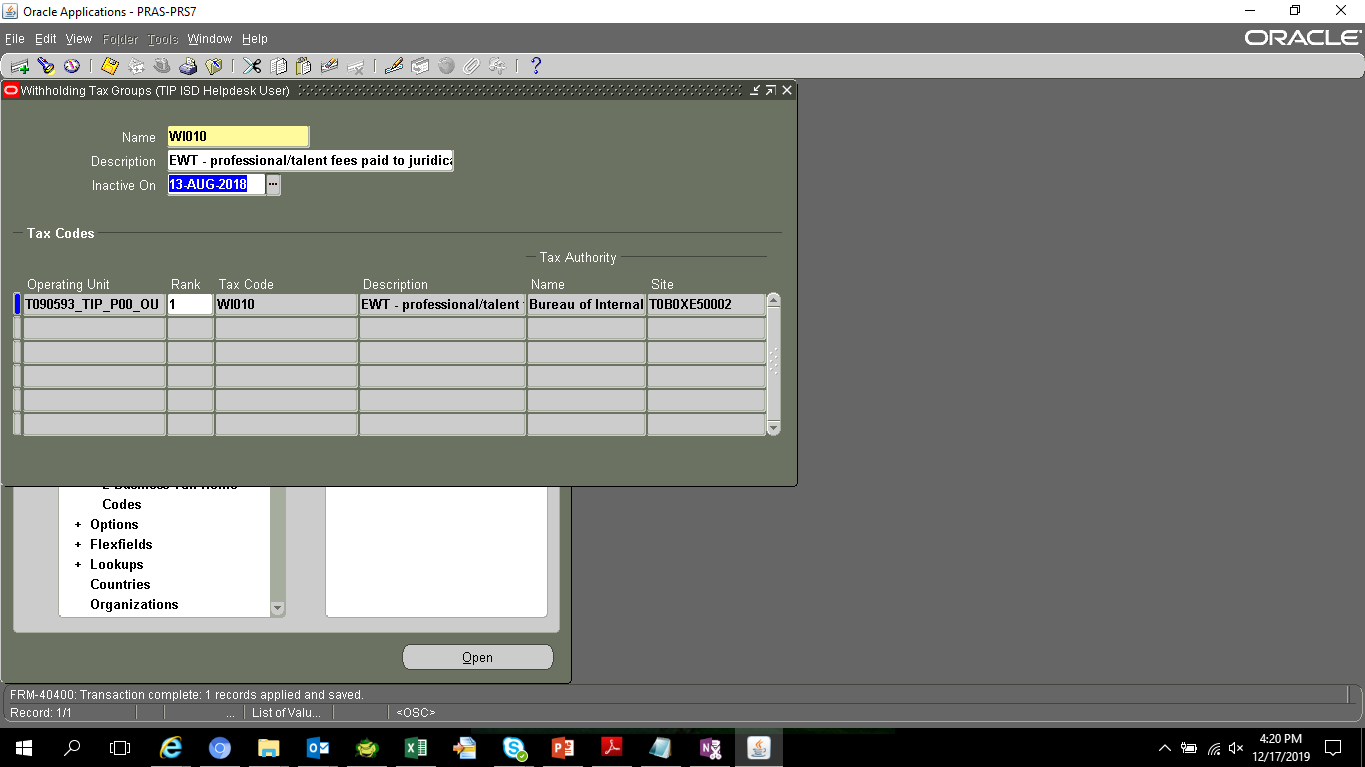 Oracle Applications - PRAS-PRS7
File Edit View Folder Tools Window Help
ORACLE
Withholding Tax Groups (TIP ISD Helpdesk User)
Name WI010
Description EWT - professional/talent fees paid to juridica
Inactive On 13-AUG-2018 ...
Tax Codes
Tax Authority
Operating Unit Rank Tax Code Description Name Site
T090593_TIP_P00_OU 1 WI010 EWT - professional/talent Bureau of Internal T0B0XE50002
Codes
+ Options
+ Flexfields
+ Lookups
Countries
Organizations
Open
FRM-40400: Transaction complete: 1 records applied and saved.
Record: 1/1 ... List of Valu... <OSC>
4:20 PM
12/17/2019